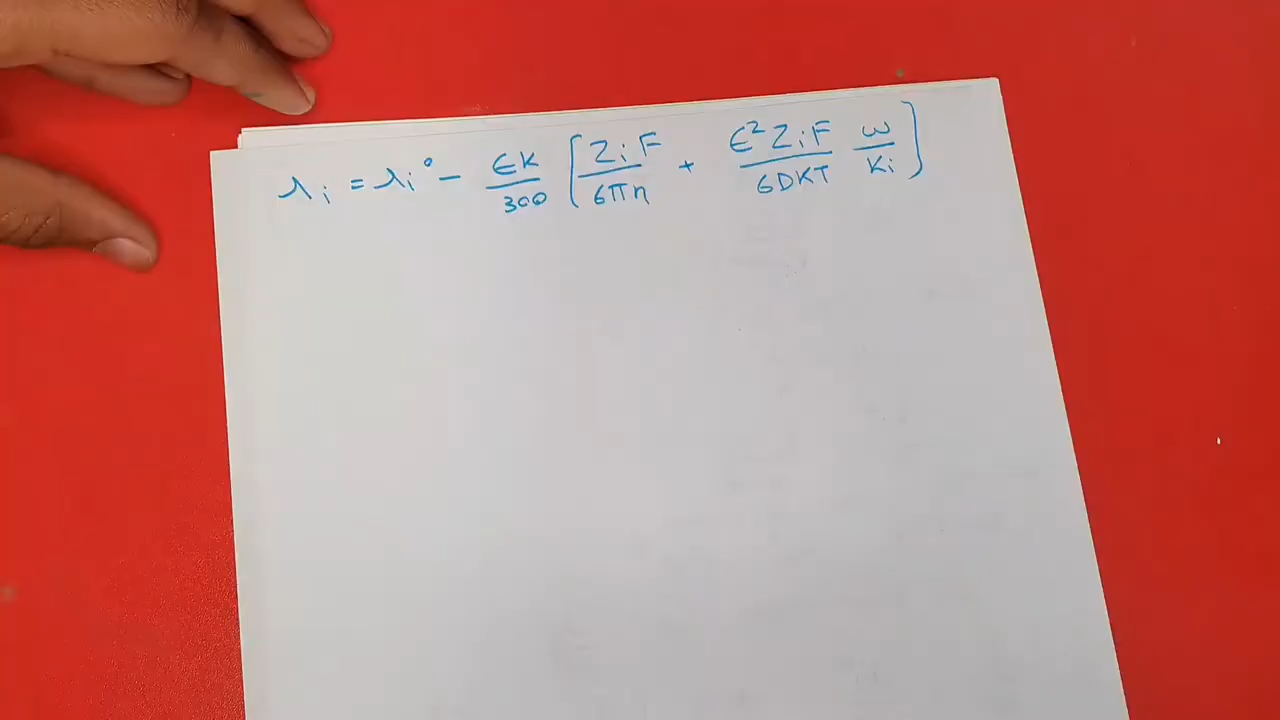 λi = λi° - ϵK/300 [ZiF/6πη + ϵ²ZiF/6DKT ω/Ki]